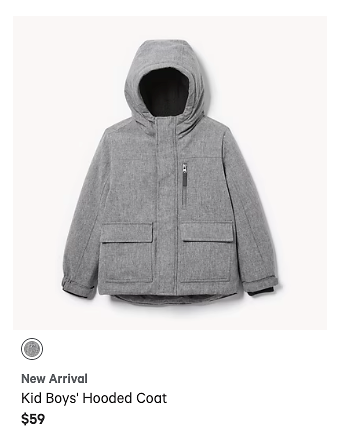 New Arrival
Kid Boys' Hooded Coat
$59